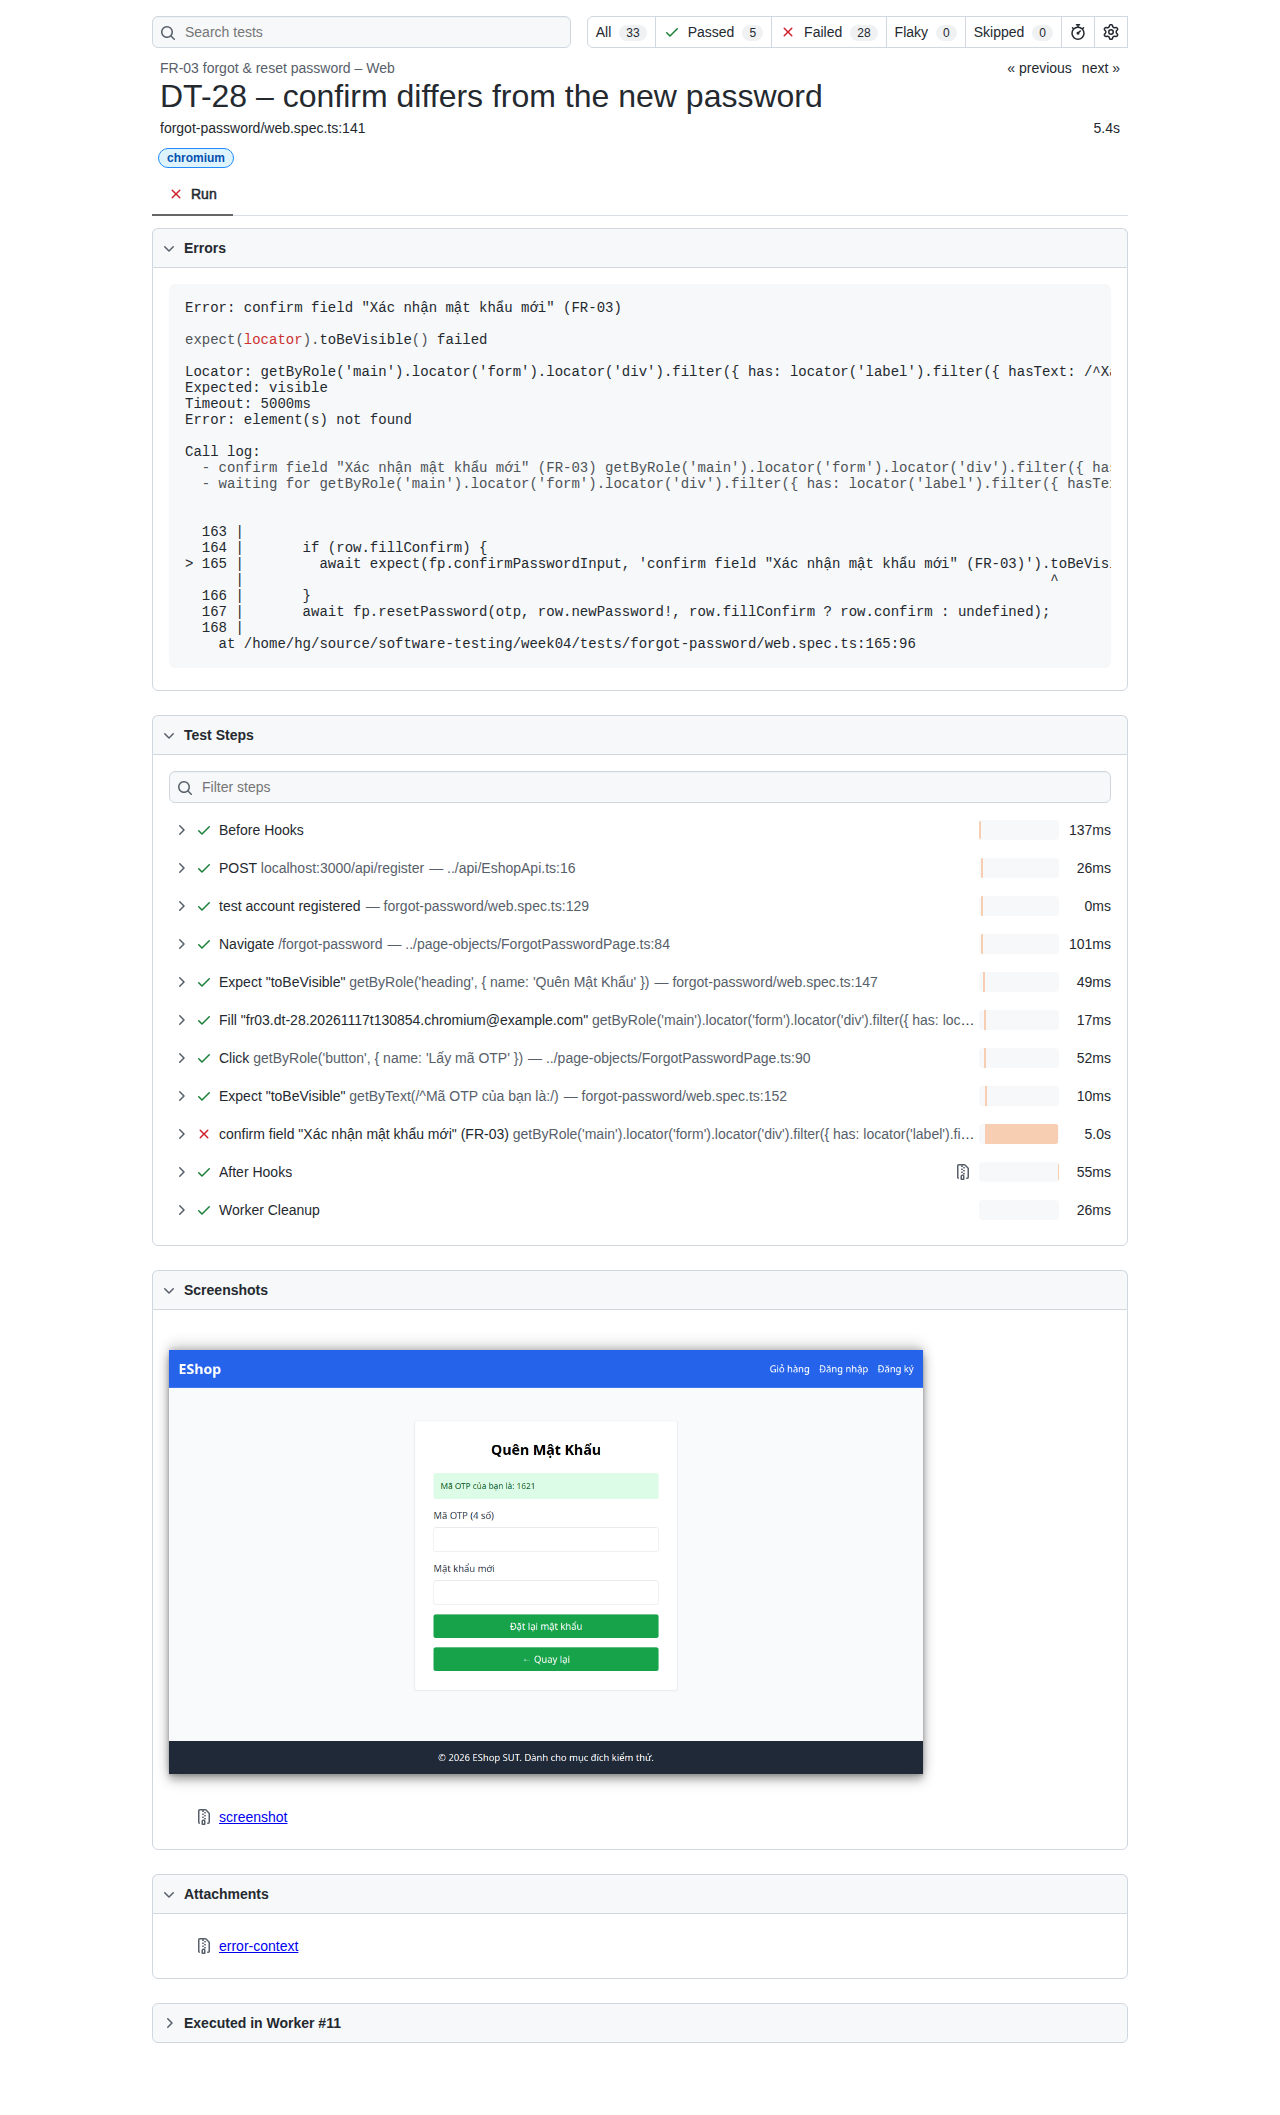 Search tests
All 33 Passed 5 Failed 28 Flaky 0 Skipped 0
FR-03 forgot & reset password – Web
« previous next »
DT-28 – confirm differs from the new password
forgot-password/web.spec.ts:141
5.4s
chromium
Run
Errors
Error: confirm field "Xác nhận mật khẩu mới" (FR-03)
expect(locator).toBeVisible() failed
Locator: getByRole('main').locator('form').locator('div').filter({ has: locator('label').filter({ hasText: /^X
Expected: visible
Timeout: 5000ms
Error: element(s) not found
Call log:
- confirm field "Xác nhận mật khẩu mới" (FR-03) getByRole('main').locator('form').locator('div').filter({ ha
- waiting for getByRole('main').locator('form').locator('div').filter({ has: locator('label').filter({ hasTe
163 |
164 | if (row.fillConfirm) {
> 165 | await expect(fp.confirmPasswordInput, 'confirm field "Xác nhận mật khẩu mới" (FR-03)').toBeVis
| ^
166 | }
167 | await fp.resetPassword(otp, row.newPassword!, row.fillConfirm ? row.confirm : undefined);
168 |
at /home/hg/source/software-testing/week04/tests/forgot-password/web.spec.ts:165:96
Test Steps
Filter steps
Before Hooks 137ms
POST localhost:3000/api/register — ../api/EshopApi.ts:16 26ms
test account registered — forgot-password/web.spec.ts:129 0ms
Navigate /forgot-password — ../page-objects/ForgotPasswordPage.ts:84 101ms
Expect "toBeVisible" getByRole('heading', { name: 'Quên Mật Khẩu' }) — forgot-password/web.spec.ts:147 49ms
Fill "fr03.dt-28.20261117t130854.chromium@example.com" getByRole('main').locator('form').locator('div').filter({ has: loc… 17ms
Click getByRole('button', { name: 'Lấy mã OTP' }) — ../page-objects/ForgotPasswordPage.ts:90 52ms
Expect "toBeVisible" getByText(/^Mã OTP của bạn là:/) — forgot-password/web.spec.ts:152 10ms
confirm field "Xác nhận mật khẩu mới" (FR-03) getByRole('main').locator('form').locator('div').filter({ has: locator('label').fi… 5.0s
After Hooks 55ms
Worker Cleanup 26ms
Screenshots
EShop
Giỏ hàng Đăng nhập Đăng ký
Quên Mật Khẩu
Mã OTP của bạn là: 1621
Mã OTP (4 số)
Mật khẩu mới
Đặt lại mật khẩu
← Quay lại
© 2026 EShop SUT. Dành cho mục đích kiểm thử.
screenshot
Attachments
error-context
Executed in Worker #11